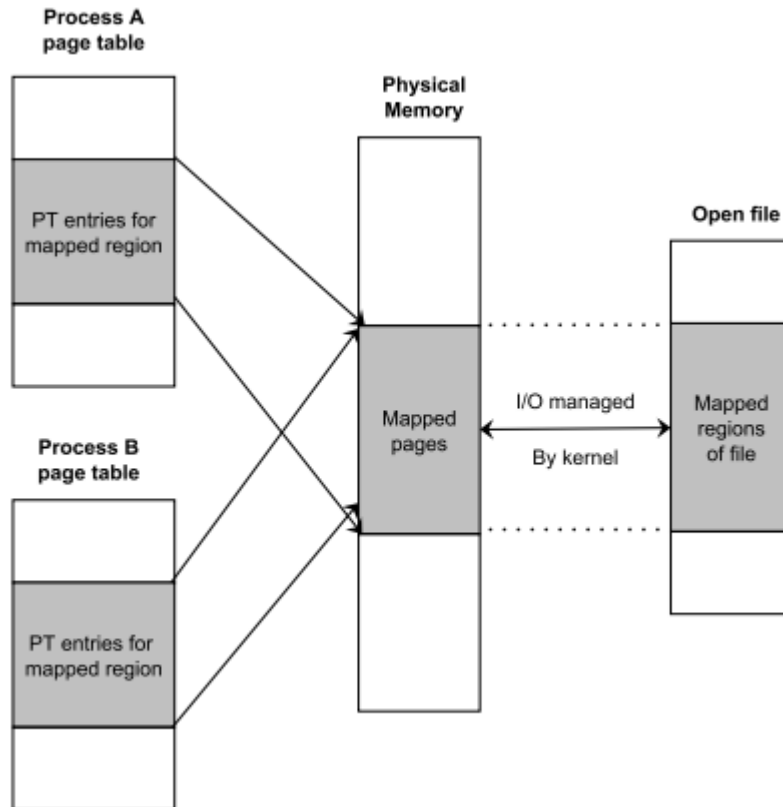 Process A
page table
PT entries for
mapped region
Process B
page table
PT entries for
mapped region
Physical
Memory
Mapped
pages
I/O managed
By kernel
Open file
Mapped
regions
of file